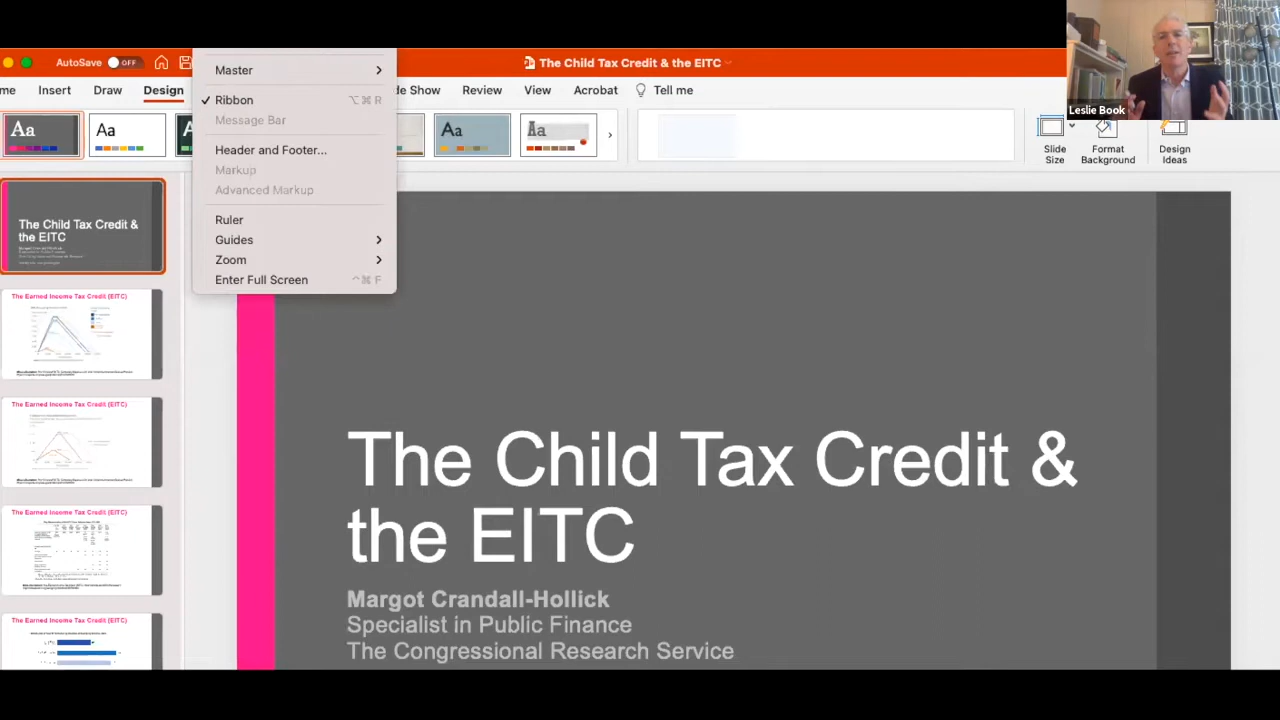 AutoSave
OFF
The Child Tax Credit & the EITC
me
Insert
Draw
Design
de Show
Review
View
Acrobat
Tell me
Master
Ribbon
⌥⌘R
Message Bar
Header and Footer...
Markup
Advanced Markup
Ruler
Guides
Zoom
Enter Full Screen
^⌘F
Aa
Aa
A
Aa
Aa
Slide
Size
Format
Background
Design
Ideas
Leslie Book
The Child Tax Credit &
the EITC
The Earned Income Tax Credit (EITC)
The Earned Income Tax Credit (EITC)
The Earned Income Tax Credit (EITC)
The Earned Income Tax Credit (EITC)
The Child Tax Credit &
the EITC
Margot Crandall-Hollick
Specialist in Public Finance
The Congressional Research Service